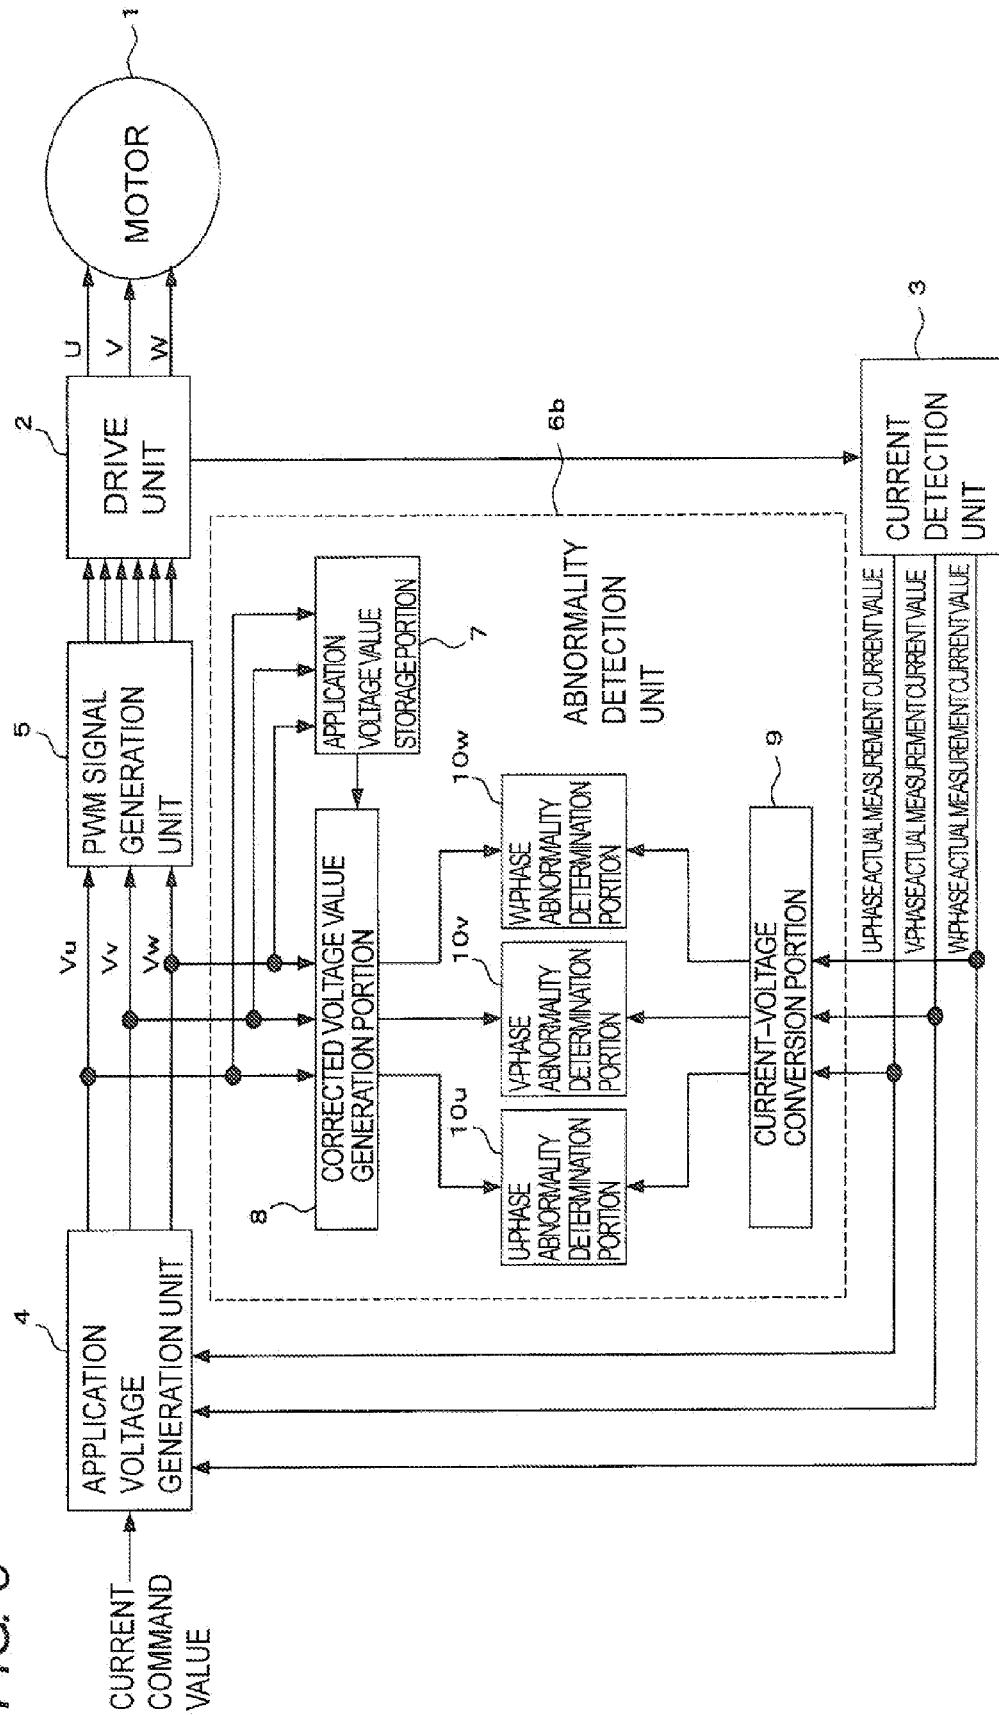 CURRENT
COMMAND
VALUE
4
APPLICATION
VOLTAGE
GENERATION UNIT
Vu
Vv
Vw
5
PWM SIGNAL
GENERATION
UNIT
2
DRIVE
UNIT
U
V
W
1
MOTOR
8
CORRECTED VOLTAGE VALUE
GENERATION PORTION
APPLICATION
VOLTAGE VALUE
STORAGE PORTION
7
6b
ABNORMALITY
DETECTION
UNIT
10u
U-PHASE
ABNORMALITY
DETERMINATION
PORTION
10v
V-PHASE
ABNORMALITY
DETERMINATION
PORTION
10w
W-PHASE
ABNORMALITY
DETERMINATION
PORTION
9
CURRENT-VOLTAGE
CONVERSION PORTION
U-PHASE ACTUAL MEASUREMENT CURRENT VALUE
V-PHASE ACTUAL MEASUREMENT CURRENT VALUE
W-PHASE ACTUAL MEASUREMENT CURRENT VALUE
3
CURRENT
DETECTION
UNIT